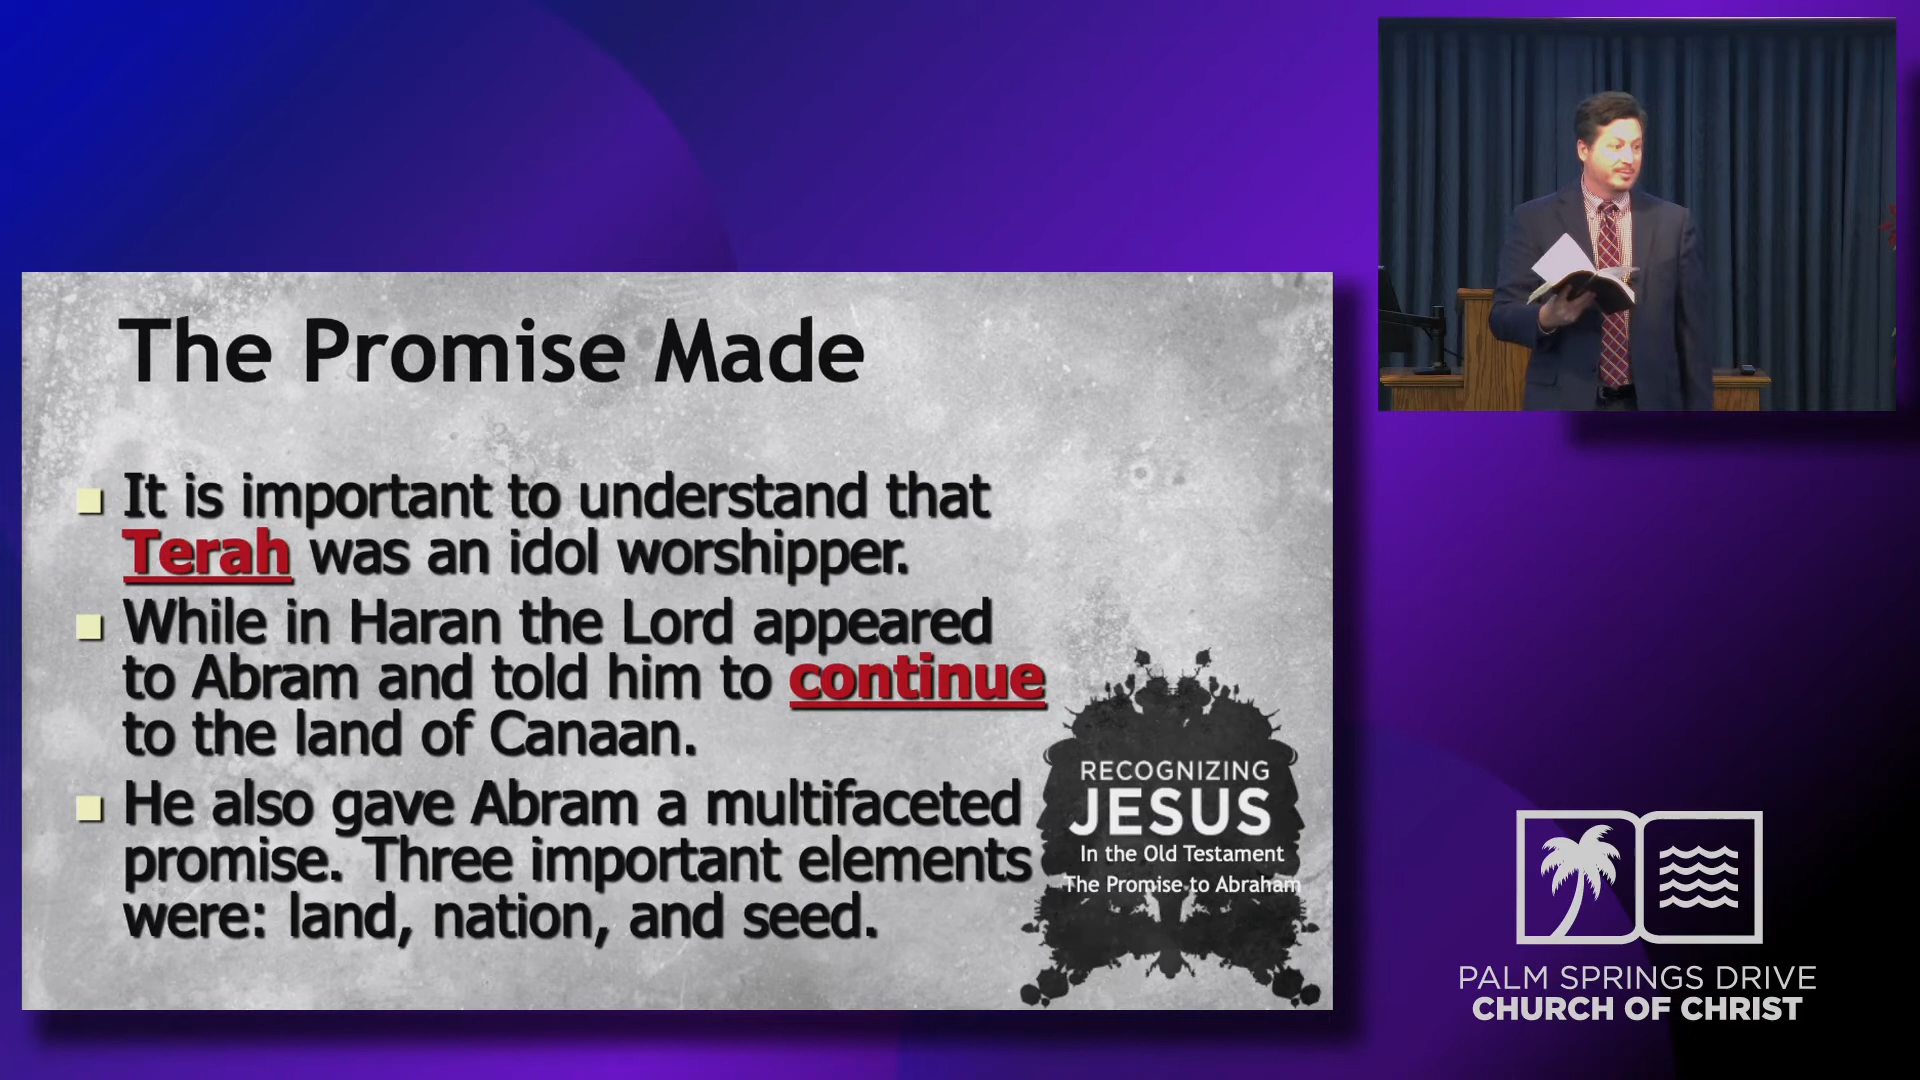 The Promise Made
It is important to understand that
Terah was an idol worshipper.
While in Haran the Lord appeared
to Abram and told him to continue
to the land of Canaan.
He also gave Abram a multifaceted
promise. Three important elements
were: land, nation, and seed.
RECOGNIZING
JESUS
In the Old Testament
The Promise to Abraham
PALM SPRINGS DRIVE
CHURCH OF CHRIST